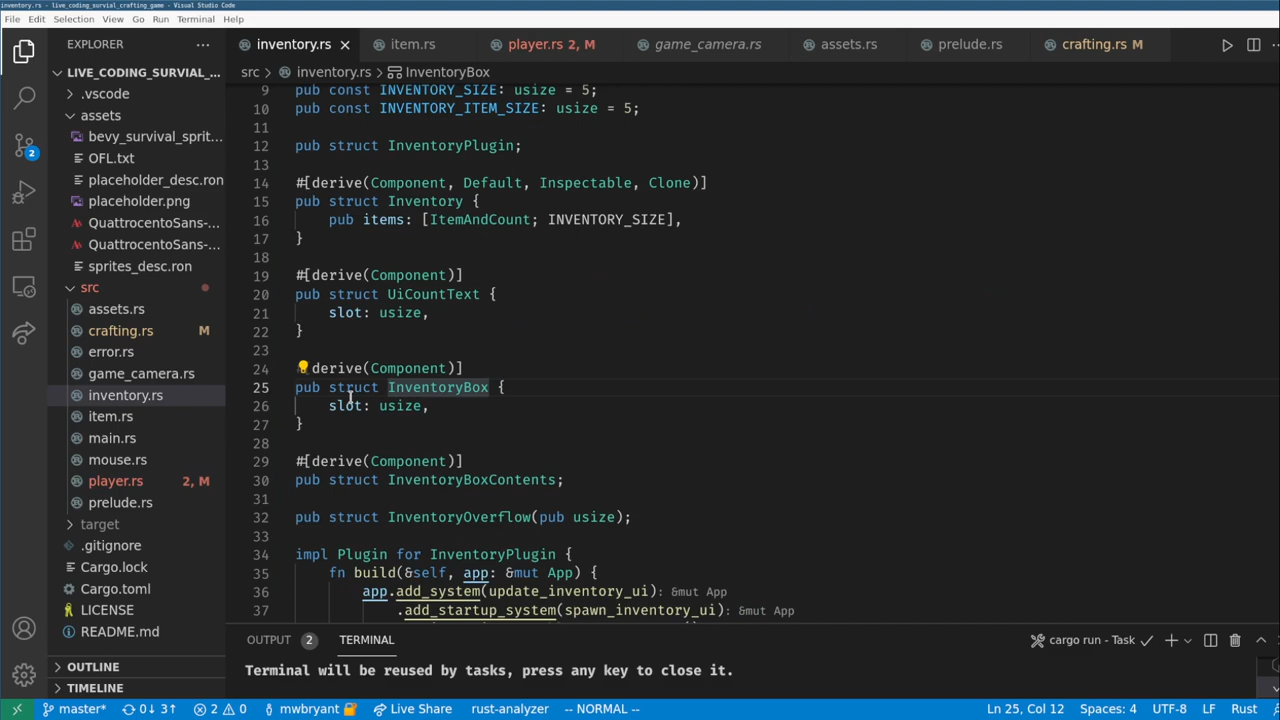 inventory.rs - live_coding_survial_crafting_game - Visual Studio Code
File Edit Selection View Go Run Terminal Help
EXPLORER
LIVE_CODING_SURVIAL_...
.vscode
assets
bevy_survival_sprit...
OFL.txt
placeholder_desc.ron
placeholder.png
QuattrocentoSans-...
QuattrocentoSans-...
sprites_desc.ron
src
assets.rs
crafting.rs M
error.rs
game_camera.rs
inventory.rs
item.rs
main.rs
mouse.rs
player.rs 2, M
prelude.rs
target
.gitignore
Cargo.lock
Cargo.toml
LICENSE
README.md
OUTLINE
TIMELINE
2
inventory.rs item.rs player.rs 2, M game_camera.rs assets.rs prelude.rs crafting.rs M
src > inventory.rs > InventoryBox
9 pub const INVENTORY_SIZE: usize = 5;
10 pub const INVENTORY_ITEM_SIZE: usize = 5;
11
12 pub struct InventoryPlugin;
13
14 #[derive(Component, Default, Inspectable, Clone)]
15 pub struct Inventory {
16 pub items: [ItemAndCount; INVENTORY_SIZE],
17 }
18
19 #[derive(Component)]
20 pub struct UiCountText {
21 slot: usize,
22 }
23
24 derive(Component)]
25 pub struct InventoryBox {
26 slot: usize,
27 }
28
29 #[derive(Component)]
30 pub struct InventoryBoxContents;
31
32 pub struct InventoryOverflow(pub usize);
33
34 impl Plugin for InventoryPlugin {
35 fn build(&self, app: &mut App) {
36 app.add_system(update_inventory_ui): &mut App
37 .add_startup_system(spawn_inventory_ui): &mut App
OUTPUT 2 TERMINAL cargo run - Task
Terminal will be reused by tasks, press any key to close it.
master* 0↓ 3↑ 2 0 mwbryant Live Share rust-analyzer -- NORMAL -- Ln 25, Col 12 Spaces: 4 UTF-8 LF Rust